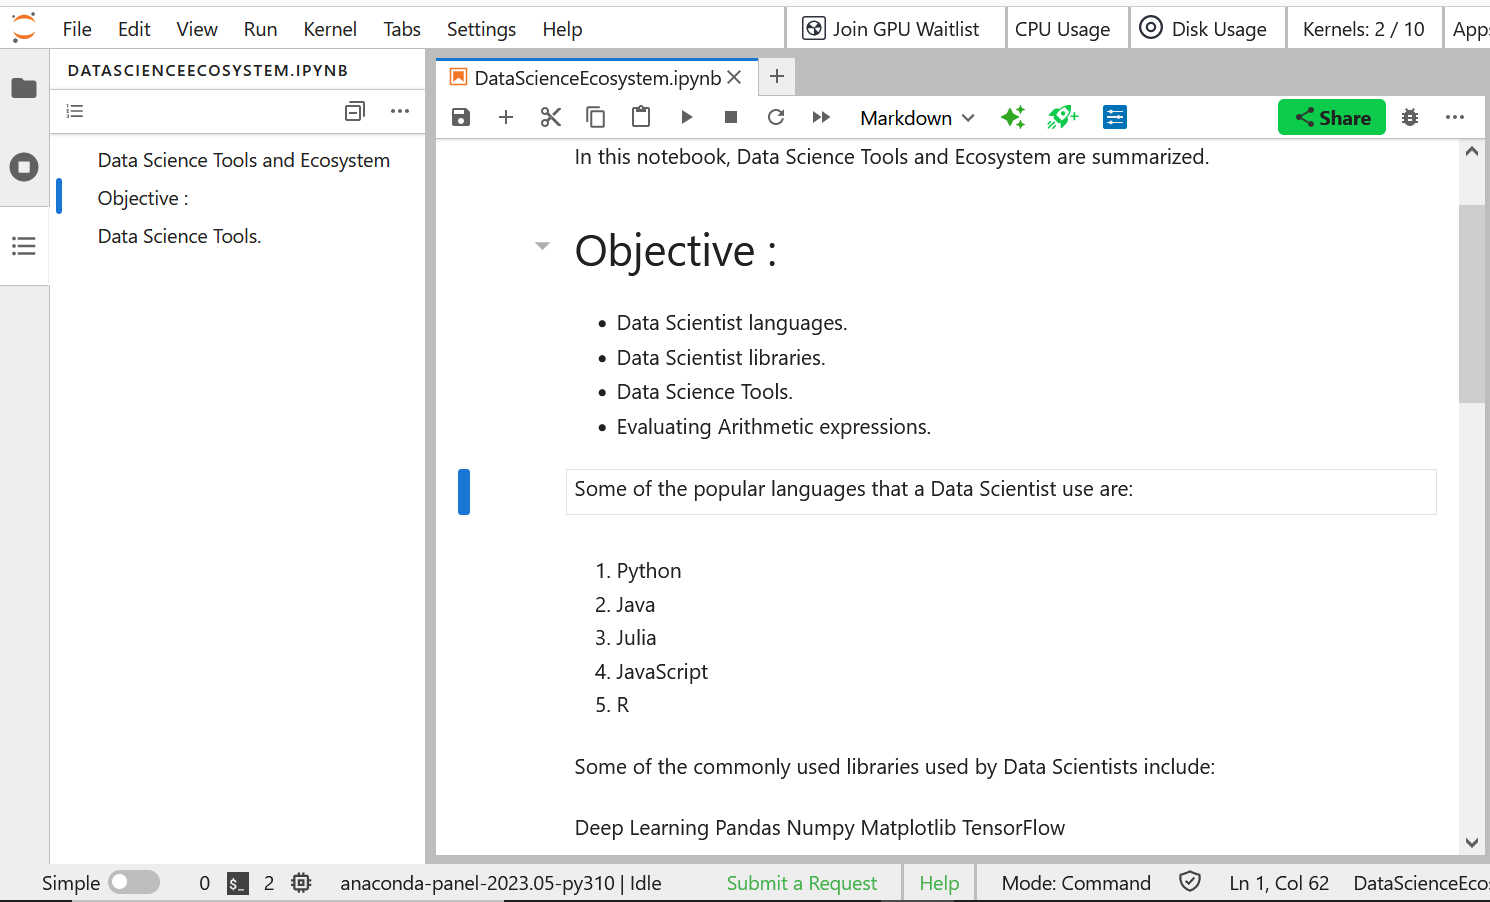 File Edit View Run Kernel Tabs Settings Help Join GPU Waitlist CPU Usage Disk Usage Kernels: 2 / 10 Apps
DATASCIENCEECOSYSTEM.IPYNB
DataScienceEcosystem.ipynb
Markdown Share
Data Science Tools and Ecosystem
Objective :
Data Science Tools.
In this notebook, Data Science Tools and Ecosystem are summarized.
Objective :
• Data Scientist languages.
• Data Scientist libraries.
• Data Science Tools.
• Evaluating Arithmetic expressions.
Some of the popular languages that a Data Scientist use are:
1. Python
2. Java
3. Julia
4. JavaScript
5. R
Some of the commonly used libraries used by Data Scientists include:
Deep Learning Pandas Numpy Matplotlib TensorFlow
Simple 0 $_ 2 anaconda-panel-2023.05-py310 | Idle Submit a Request Help Mode: Command Ln 1, Col 62 DataScienceEcos